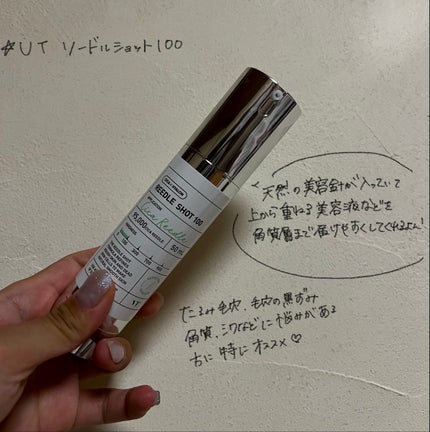 #UT リードルショット100
REEDLE SHOT 100
Cica Reedle
50 ml
天然の美容針が入っていて
上から重ねる美容液などを
角質層まで届けやすくしてくれるよ!
たるみ毛穴、毛穴の黒ずみ
角質、シワなどに悩みがある
方に特にオススメ♡